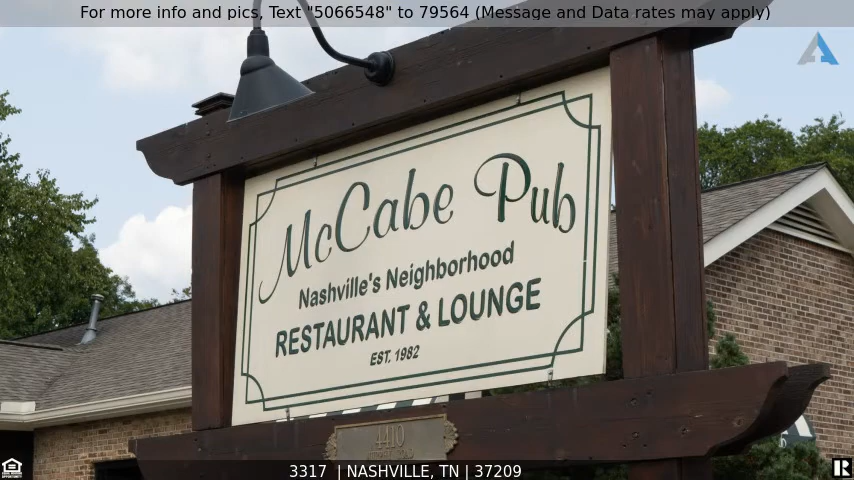 For more info and pics, Text "5066548" to 79564 (Message and Data rates may apply)
McCabe Pub
Nashville's Neighborhood
RESTAURANT & LOUNGE
EST. 1982
4410
3317 | NASHVILLE, TN | 37209